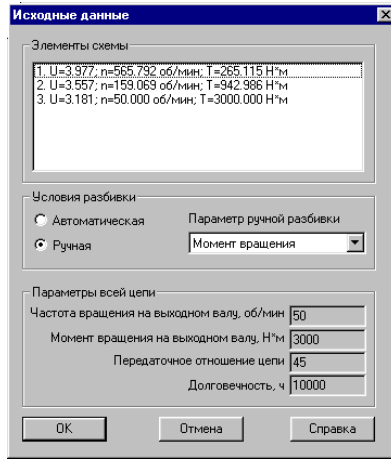 Исходные данные
Элементы схемы
1. U=3.977; n=565.792 об/мин; T=265.115 Н*м
2. U=3.557; n=159.069 об/мин; T=942.986 Н*м
3. U=3.181; n=50.000 об/мин; T=3000.000 Н*м
Условия разбивки
Автоматическая
Параметр ручной разбивки
Ручная
Момент вращения
Параметры всей цепи
Частота вращения на выходном валу, об/мин 50
Момент вращения на выходном валу, Н*м 3000
Передаточное отношение цепи 45
Долговечность, ч 10000
OK Отмена Справка